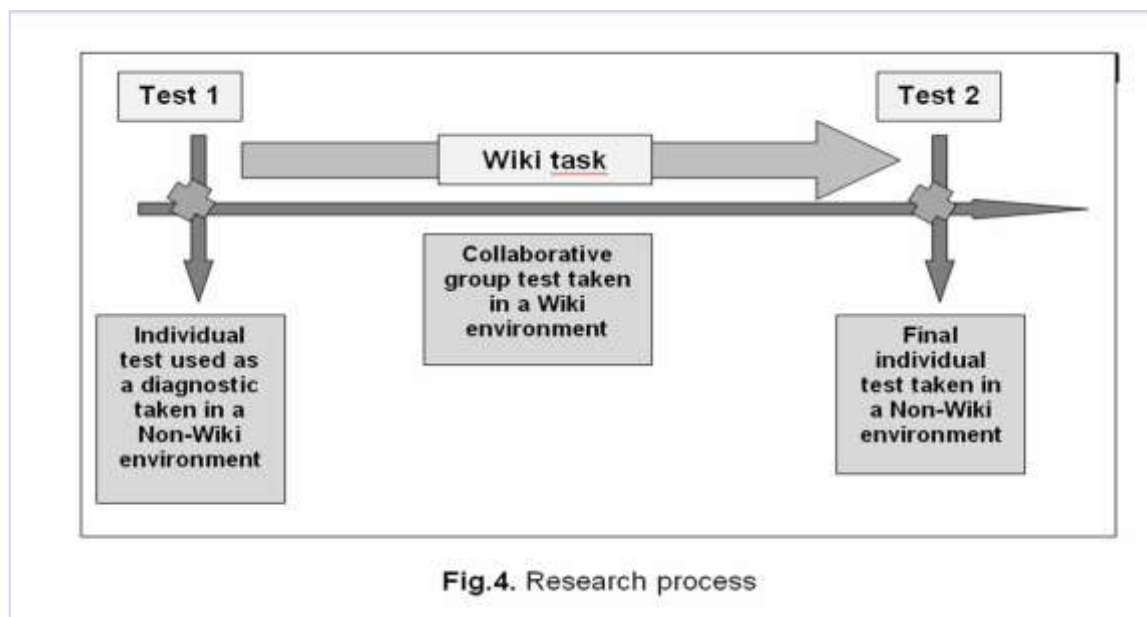 Test 1
Test 2
Wiki task
Collaborative
group test taken
in a Wiki
environment
Individual
test used as
a diagnostic
taken in a
Non-Wiki
environment
Final
individual
test taken in
a Non-Wiki
environment
Fig.4. Research process